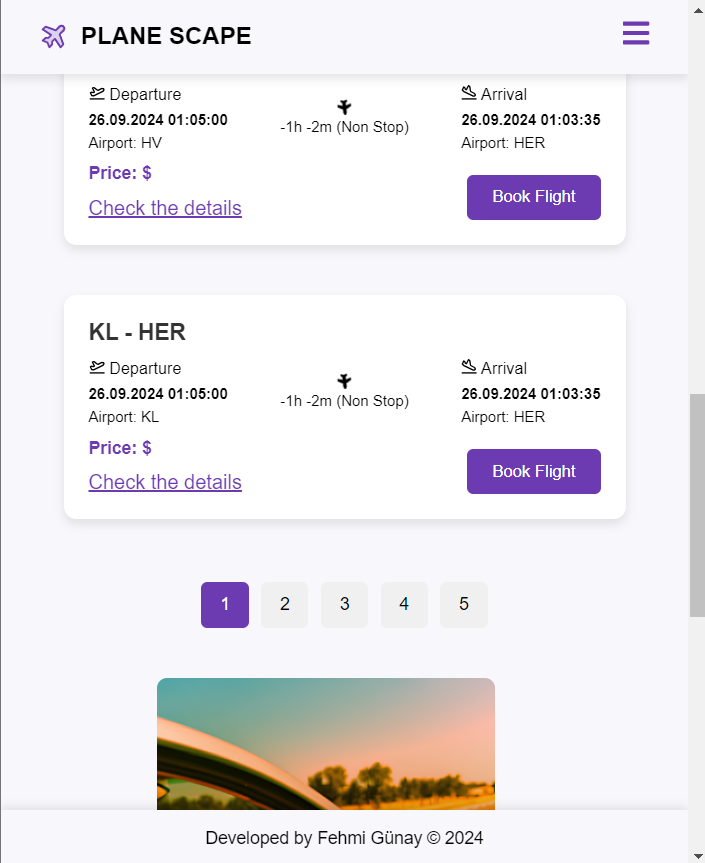 PLANE SCAPE
Departure
Arrival
26.09.2024 01:05:00
-1h -2m (Non Stop)
26.09.2024 01:03:35
Airport: HV
Airport: HER
Price: $
Check the details
Book Flight
KL - HER
Departure
Arrival
26.09.2024 01:05:00
-1h -2m (Non Stop)
26.09.2024 01:03:35
Airport: KL
Airport: HER
Price: $
Check the details
Book Flight
1 2 3 4 5
Developed by Fehmi Günay © 2024